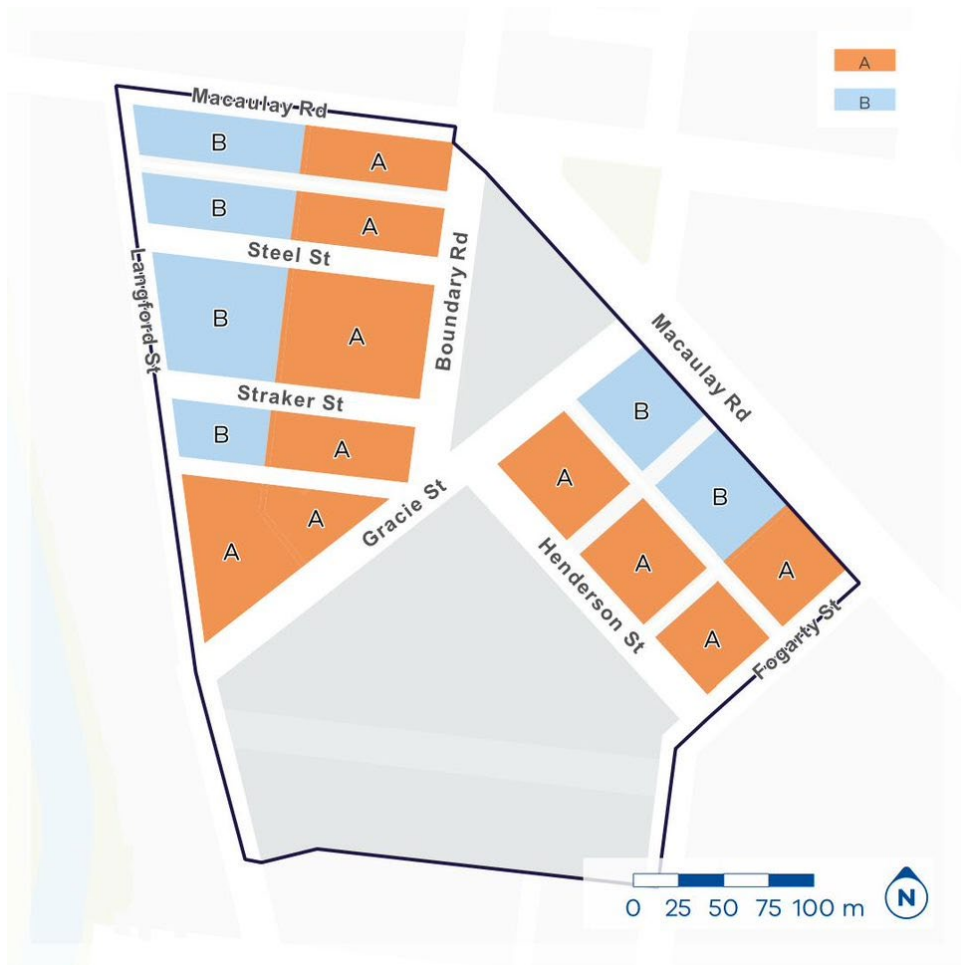 A
B
Macaulay Rd
B
A
B
A
Steel St
Langford St
Boundary Rd
B
A
Macaulay Rd
Straker St
B
A
B
A
B
Gracie St
A
A
Henderson St
A
A
A
Fogarty St
0 25 50 75 100 m
N